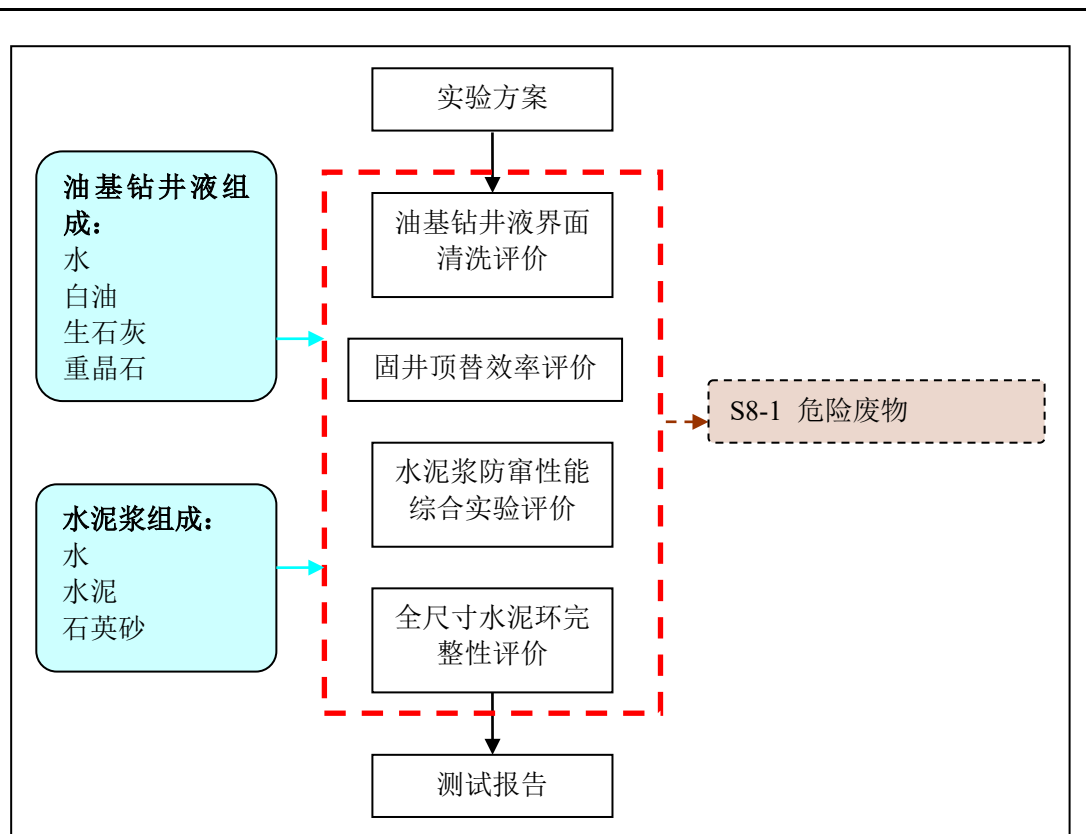 实验方案
油基钻井液组
成：
水
白油
生石灰
重晶石
油基钻井液界面
清洗评价
固井顶替效率评价
S8-1 危险废物
水泥浆防窜性能
综合实验评价
水泥浆组成：
水
水泥
石英砂
全尺寸水泥环完
整性评价
测试报告